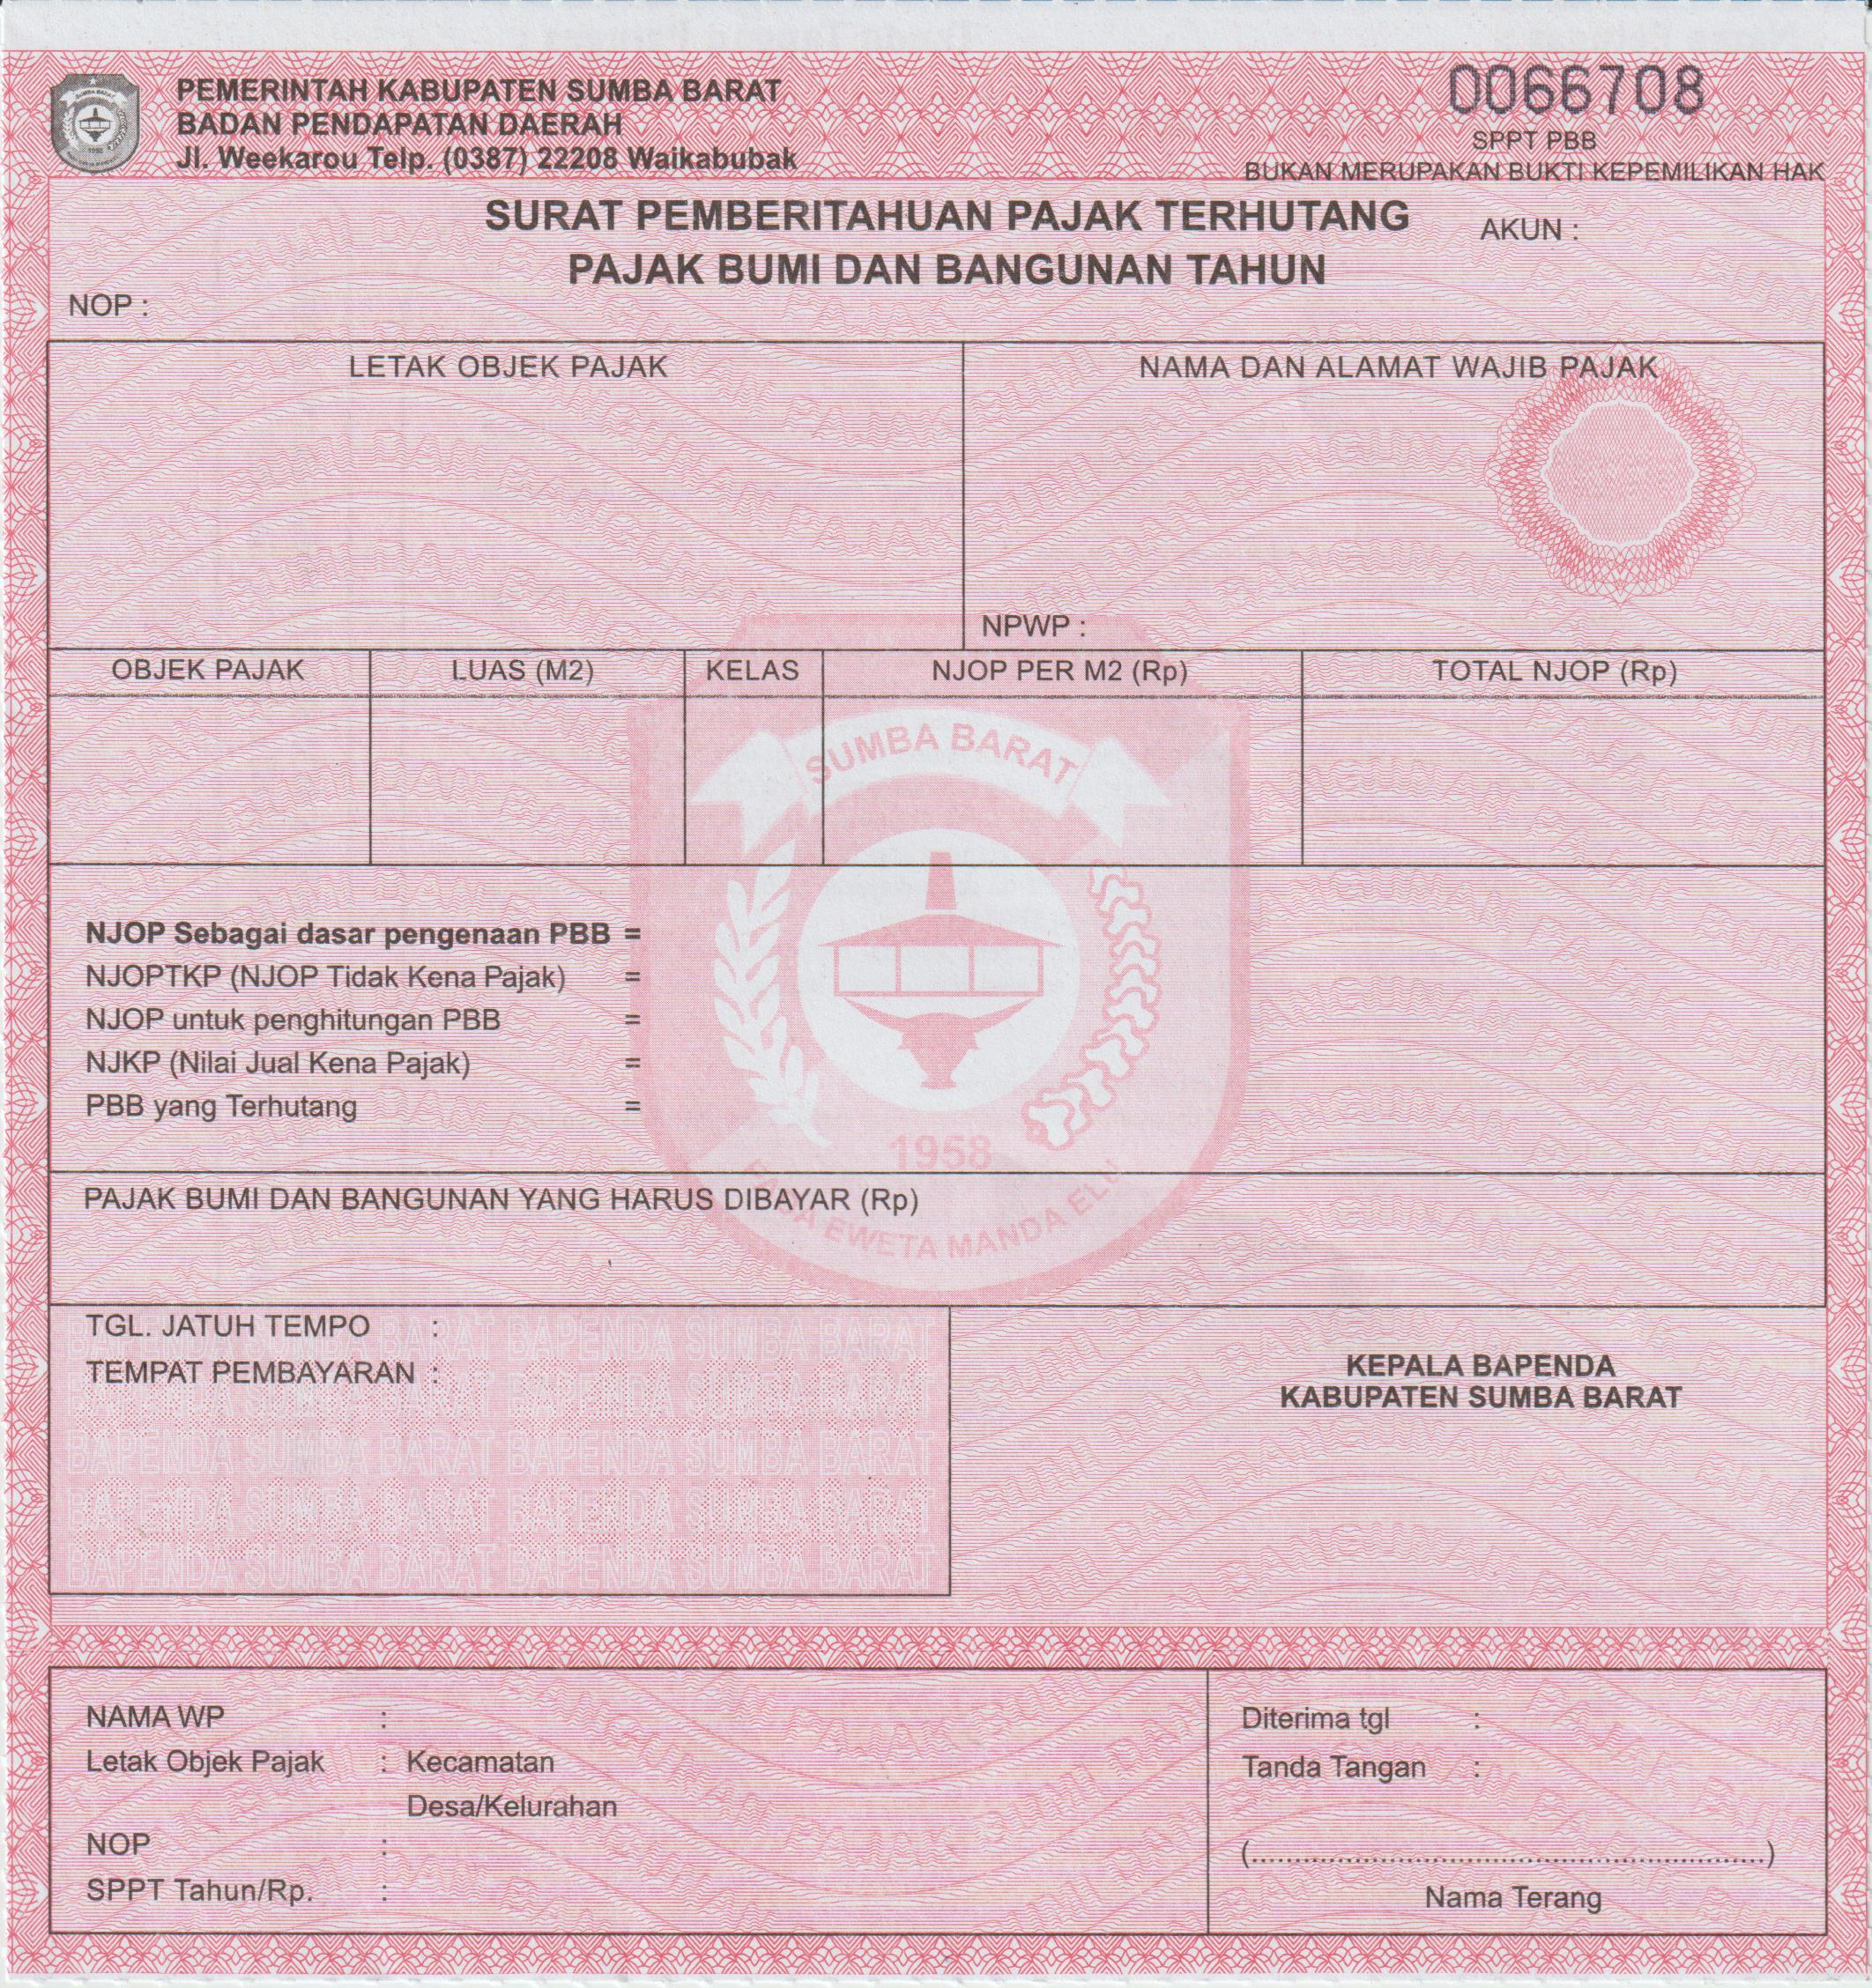 PEMERINTAH KABUPATEN SUMBA BARAT
BADAN PENDAPATAN DAERAH
Jl. Weekarou Telp. (0387) 22208 Waikabubak
0066708
SPPT PBB
BUKAN MERUPAKAN BUKTI KEPEMILIKAN HAK
SURAT PEMBERITAHUAN PAJAK TERHUTANG
AKUN :
PAJAK BUMI DAN BANGUNAN TAHUN
NOP :
LETAK OBJEK PAJAK
NAMA DAN ALAMAT WAJIB PAJAK
NPWP :
OBJEK PAJAK LUAS (M2) KELAS NJOP PER M2 (Rp) TOTAL NJOP (Rp)
SUMBA BARAT
NJOP Sebagai dasar pengenaan PBB =
NJOPTKP (NJOP Tidak Kena Pajak) =
NJOP untuk penghitungan PBB =
NJKP (Nilai Jual Kena Pajak) =
PBB yang Terhutang =
1958
EWETA MANDA ELU
PAJAK BUMI DAN BANGUNAN YANG HARUS DIBAYAR (Rp)
TGL. JATUH TEMPO :
TEMPAT PEMBAYARAN :
BAPENDA SUMBA BARAT BAPENDA SUMBA BARAT
BAPENDA SUMBA BARAT BAPENDA SUMBA BARAT
BAPENDA SUMBA BARAT BAPENDA SUMBA BARAT
BAPENDA SUMBA BARAT BAPENDA SUMBA BARAT
BAPENDA SUMBA BARAT BAPENDA SUMBA BARAT
KEPALA BAPENDA
KABUPATEN SUMBA BARAT
NAMA WP :
Letak Objek Pajak : Kecamatan
Desa/Kelurahan
NOP :
SPPT Tahun/Rp. :
Diterima tgl :
Tanda Tangan :
(..............................................................)
Nama Terang